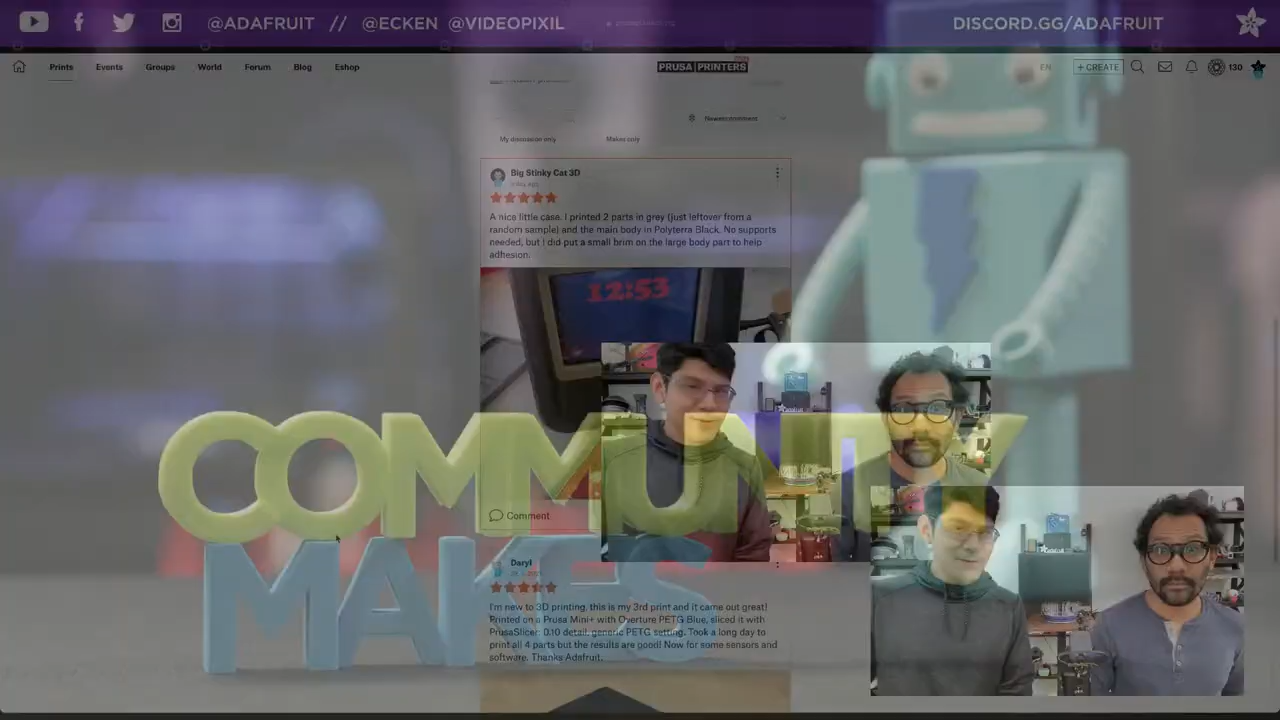 @ADAFRUIT // @ECKEN @VIDEOPIXIL
DISCORD.GG/ADAFRUIT
Prints Events Groups World Forum Blog Eshop
PRUSA PRINTERS
EN + CREATE 130
Newest comment
My discussion only Makes only
Big Stinky Cat 3D
A nice little case. I printed 2 parts in grey (just leftover from a
random sample) and the main body in Polyterra Black. No supports
needed, but I did put a small brim on the large body part to help
adhesion.
12:53
COMMUNITY
MAKES
Comment
Daryl
I'm new to 3D printing, this is my 3rd print and it came out great!
Printed on a Prusa Mini+ with Overture PETG Blue, sliced it with
PrusaSlicer: 0.10 detail, generic PETG setting. Took a long day to
print all 4 parts but the results are good! Now for some sensors and
software. Thanks Adafruit.